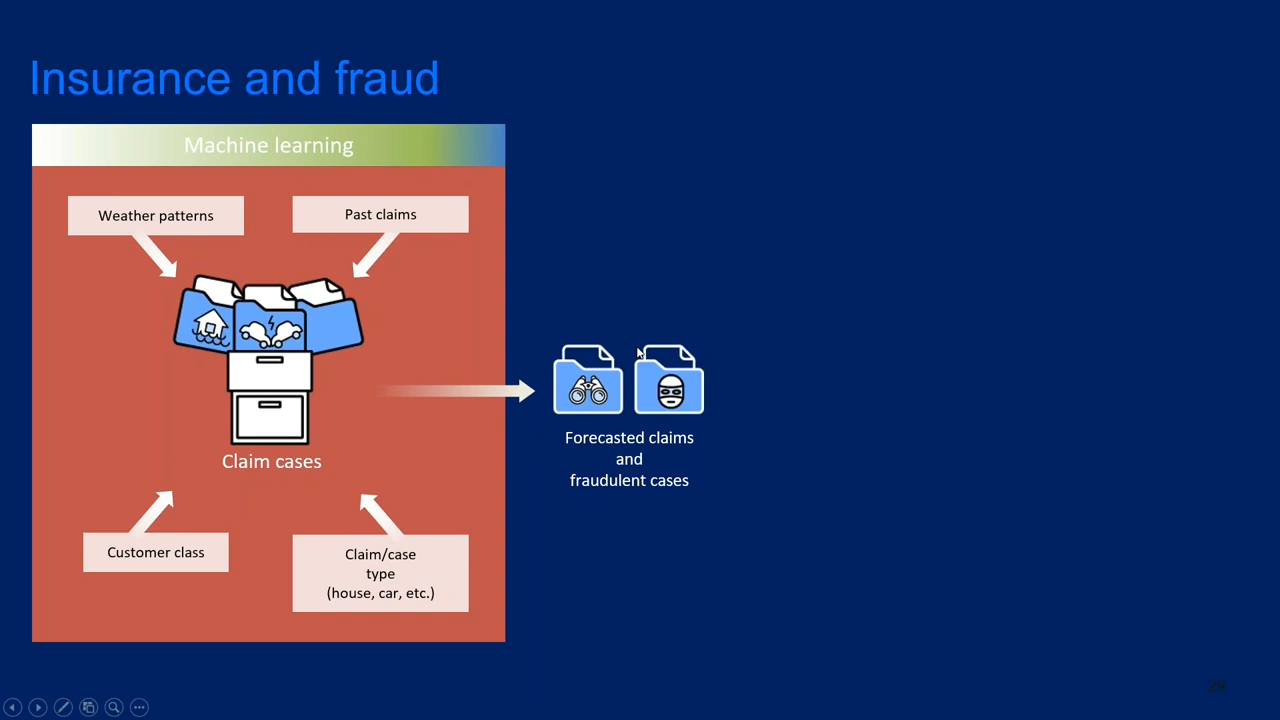 Insurance and fraud
Machine learning
Weather patterns
Past claims
Claim cases
Forecasted claims
and
fraudulent cases
Customer class
Claim/case
type
(house, car, etc.)